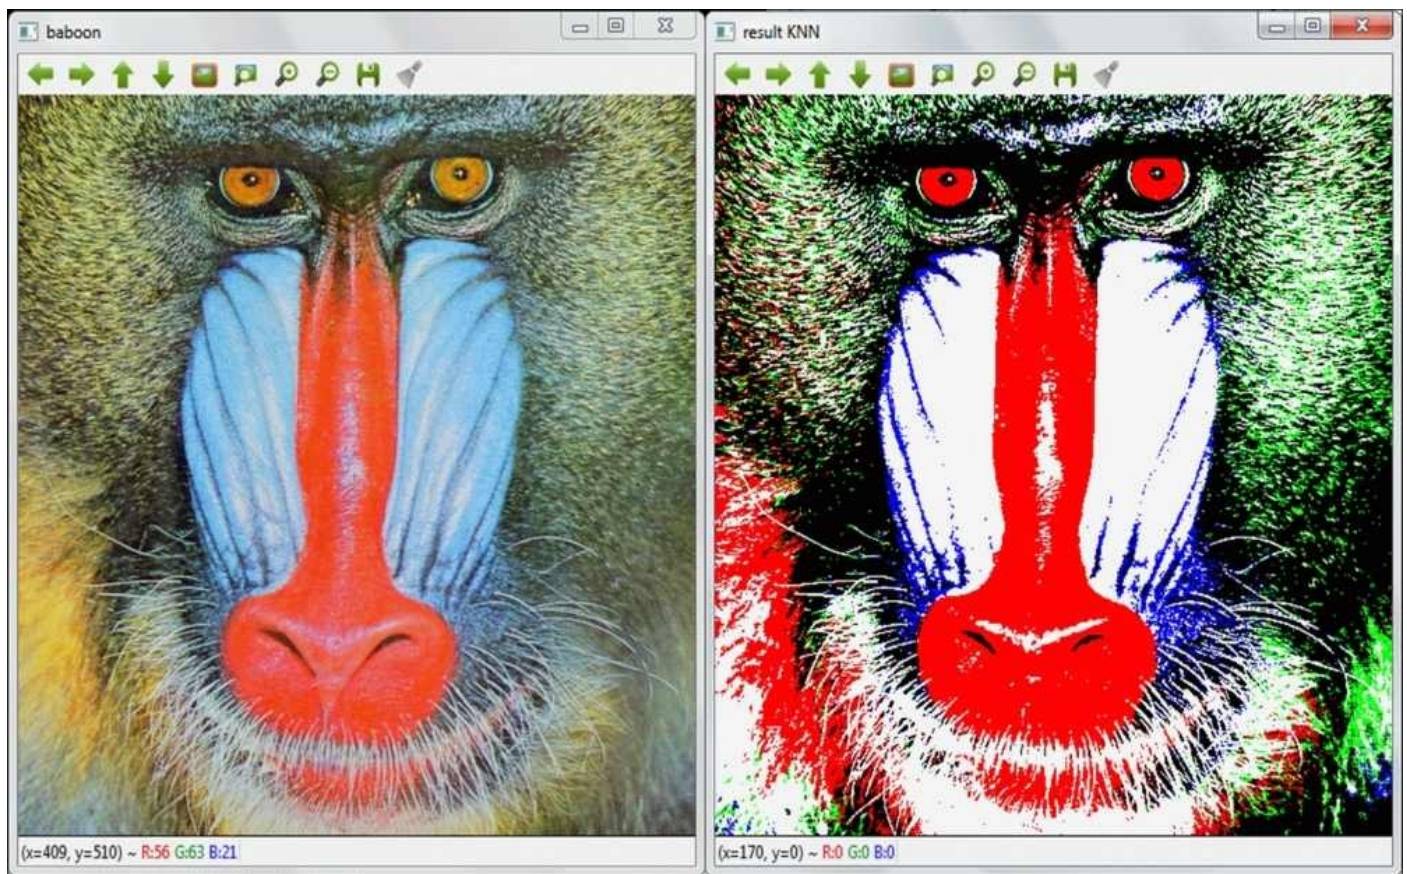 baboon
result KNN
(x=409, y=510) ~ R:56 G:63 B:21
(x=170, y=0) ~ R:0 G:0 B:0